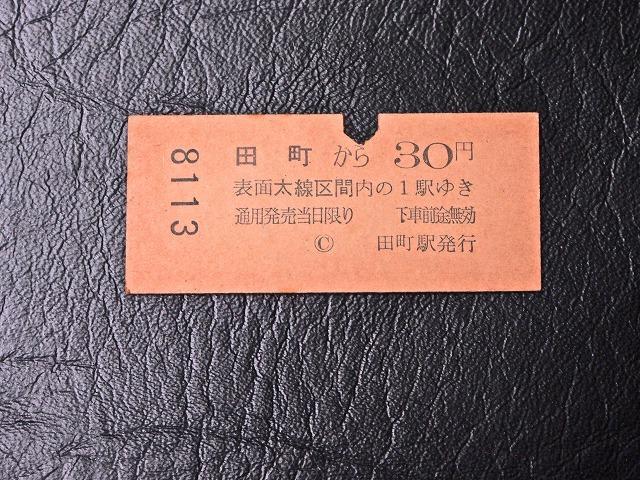 8113
田町から30円
表面太線区間内の1駅ゆき
通用発売当日限り 下車前途無効
Ⓒ 田町駅発行